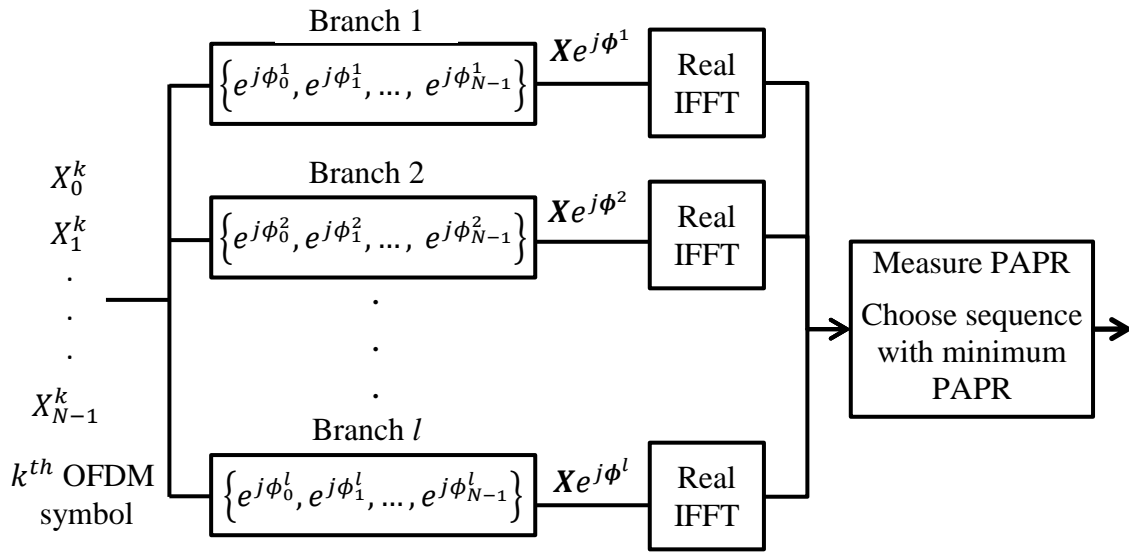 Branch 1
{e^{jϕ_0^1}, e^{jϕ_1^1}, …, e^{jϕ_{N−1}^1}}
Xe^{jϕ^1}
Real
IFFT
Branch 2
{e^{jϕ_0^2}, e^{jϕ_1^2}, …, e^{jϕ_{N−1}^2}}
Xe^{jϕ^2}
Real
IFFT
X_0^k
X_1^k
.
.
.
X_{N−1}^k
k^{th} OFDM
symbol
.
.
.
Branch l
{e^{jϕ_0^l}, e^{jϕ_1^l}, …, e^{jϕ_{N−1}^l}}
Xe^{jϕ^l}
Real
IFFT
Measure PAPR
Choose sequence
with minimum
PAPR